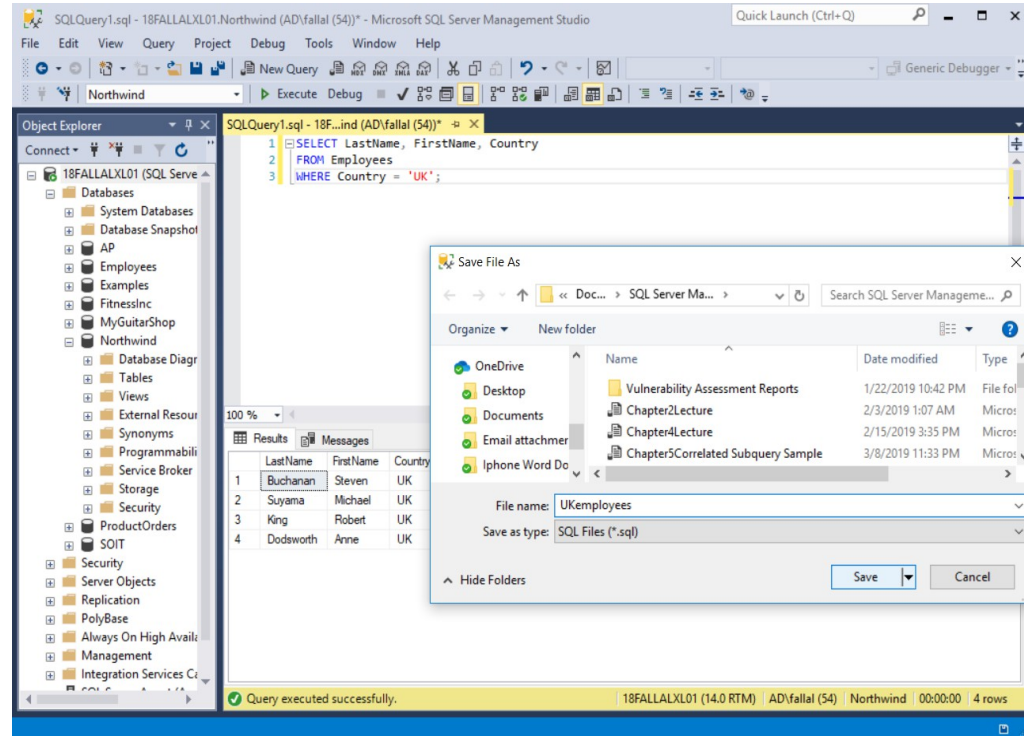 SQLQuery1.sql - 18FALLALXL01.Northwind (AD\fallal (54))* - Microsoft SQL Server Management Studio
Quick Launch (Ctrl+Q)
File Edit View Query Project Debug Tools Window Help
New Query
MDX DMX XMLA DAX
Generic Debugger
Northwind
Execute Debug
Object Explorer
Connect
18FALLALXL01 (SQL Serve
Databases
System Databases
Database Snapshot
AP
Employees
Examples
FitnessInc
MyGuitarShop
Northwind
Database Diagr
Tables
Views
External Resour
Synonyms
Programmabili
Service Broker
Storage
Security
ProductOrders
SOIT
Security
Server Objects
Replication
PolyBase
Always On High Availa
Management
Integration Services Ca
SQLQuery1.sql - 18F...ind (AD\fallal (54))*
1 SELECT LastName, FirstName, Country
2 FROM Employees
3 WHERE Country = 'UK';
100 %
Results Messages
LastName FirstName Country
1 Buchanan Steven UK
2 Suyama Michael UK
3 King Robert UK
4 Dodsworth Anne UK
Save File As
« Doc... › SQL Server Ma... ›
Search SQL Server Manageme...
Organize New folder
OneDrive
Desktop
Documents
Email attachmer
Iphone Word Do
Name Date modified Type
Vulnerability Assessment Reports 1/22/2019 10:42 PM File fol
Chapter2Lecture 2/3/2019 1:07 AM Micros
Chapter4Lecture 2/15/2019 3:35 PM Micros
Chapter5Correlated Subquery Sample 3/8/2019 11:33 PM Micros
File name: UKemployees
Save as type: SQL Files (*.sql)
Hide Folders
Save Cancel
Query executed successfully.
18FALLALXL01 (14.0 RTM) AD\fallal (54) Northwind 00:00:00 4 rows